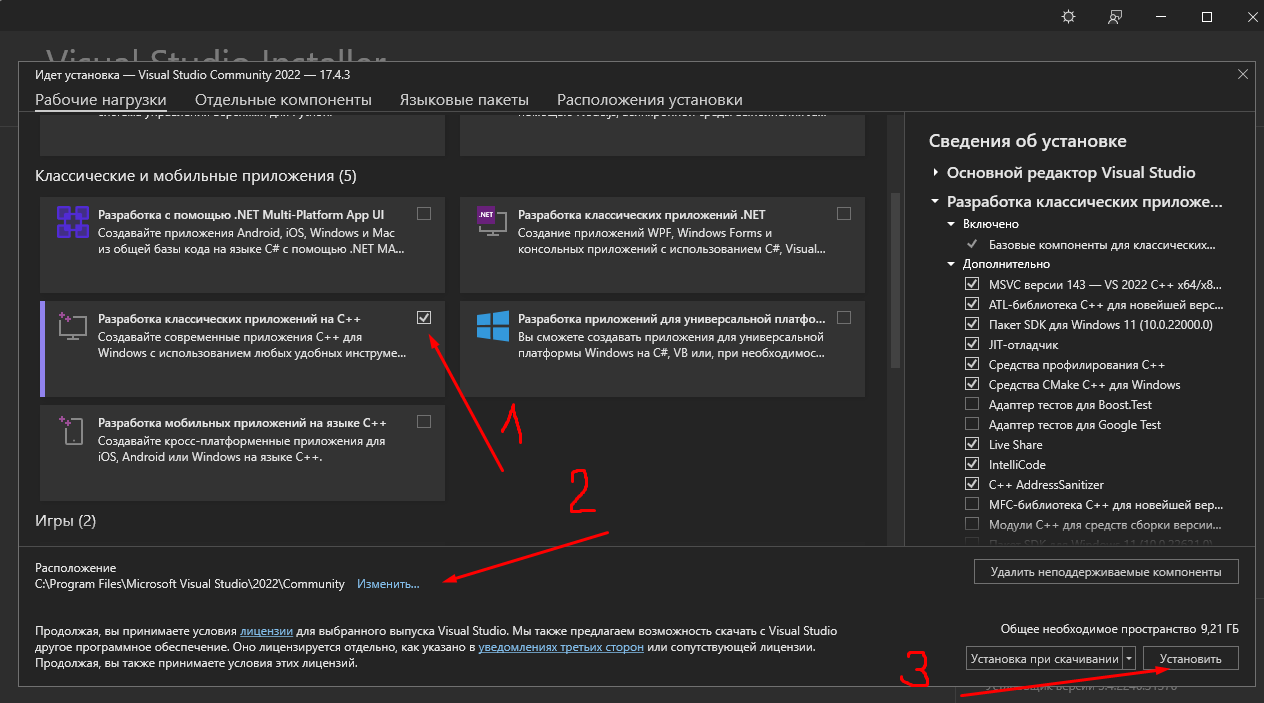 Visual Studio Installer
Идет установка — Visual Studio Community 2022 — 17.4.3
Рабочие нагрузки
Отдельные компоненты
Языковые пакеты
Расположения установки
Классические и мобильные приложения (5)
Разработка с помощью .NET Multi-Platform App UI
Создавайте приложения Android, iOS, Windows и Mac
из общей базы кода на языке C# с помощью .NET MA...
.NET
Разработка классических приложений .NET
Создание приложений WPF, Windows Forms и
консольных приложений с использованием C#, Visual...
Разработка классических приложений на C++
Создавайте современные приложения C++ для
Windows с использованием любых удобных инструме...
Разработка приложений для универсальной платфо...
Вы сможете создавать приложения для универсальной
платформы Windows на C#, VB или, при необходимос...
1
Разработка мобильных приложений на языке C++
Создавайте кросс-платформенные приложения для
iOS, Android или Windows на языке C++.
2
Игры (2)
Сведения об установке
Основной редактор Visual Studio
Разработка классических приложе...
Включено
Базовые компоненты для классических...
Дополнительно
MSVC версии 143 — VS 2022 C++ x64/x8...
ATL-библиотека C++ для новейшей верс...
Пакет SDK для Windows 11 (10.0.22000.0)
JIT-отладчик
Средства профилирования C++
Средства CMake C++ для Windows
Адаптер тестов для Boost.Test
Адаптер тестов для Google Test
Live Share
IntelliCode
C++ AddressSanitizer
MFC-библиотека C++ для новейшей вер...
Модули C++ для средств сборки версии...
Расположение
C:\Program Files\Microsoft Visual Studio\2022\Community Изменить...
Удалить неподдерживаемые компоненты
Продолжая, вы принимаете условия лицензии для выбранного выпуска Visual Studio. Мы также предлагаем возможность скачать с Visual Studio
другое программное обеспечение. Оно лицензируется отдельно, как указано в уведомлениях третьих сторон или сопутствующей лицензии.
Продолжая, вы также принимаете условия этих лицензий.
Общее необходимое пространство 9,21 ГБ
3
Установка при скачивании
Установить